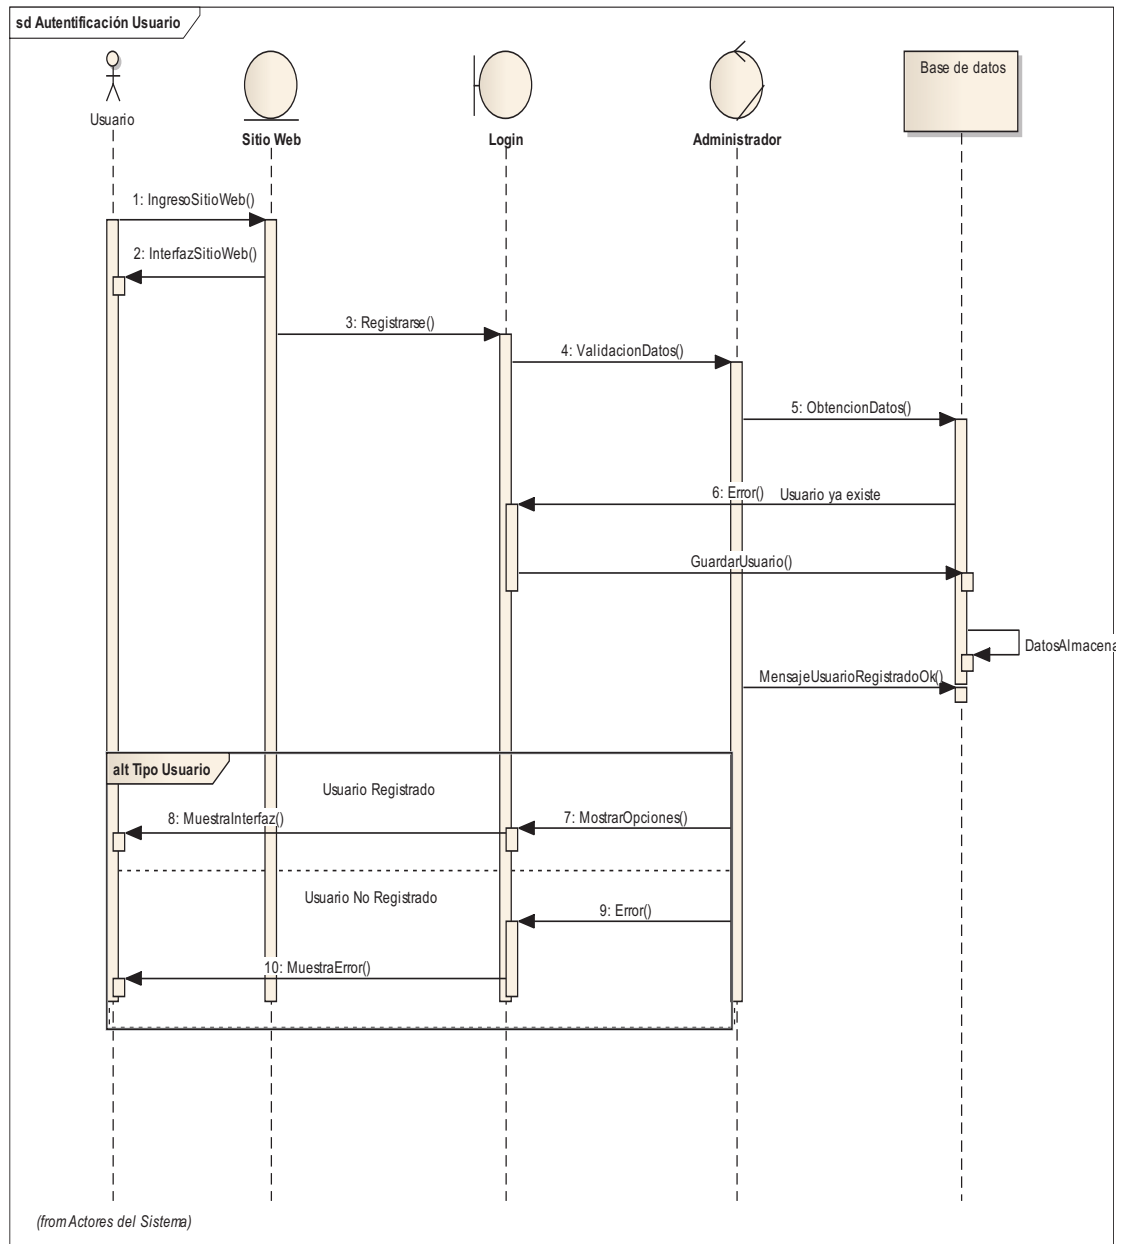 sd Autentificación Usuario
Usuario
Sitio Web
Login
Administrador
Base de datos
1: IngresoSitioWeb()
2: InterfazSitioWeb()
3: Registrarse()
4: ValidacionDatos()
5: ObtencionDatos()
6: Error()
Usuario ya existe
GuardarUsuario()
DatosAlmacena
MensajeUsuarioRegistradoOk()
alt Tipo Usuario
Usuario Registrado
8: MuestraInterfaz()
7: MostrarOpciones()
Usuario No Registrado
9: Error()
10: MuestraError()
(from Actores del Sistema)